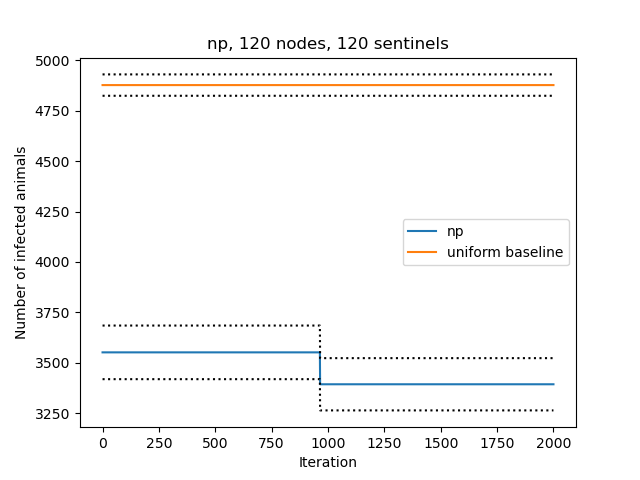 np, 120 nodes, 120 sentinels
5000
4750
4500
4250
4000
3750
3500
3250
Number of infected animals
np
uniform baseline
0 250 500 750 1000 1250 1500 1750 2000
Iteration